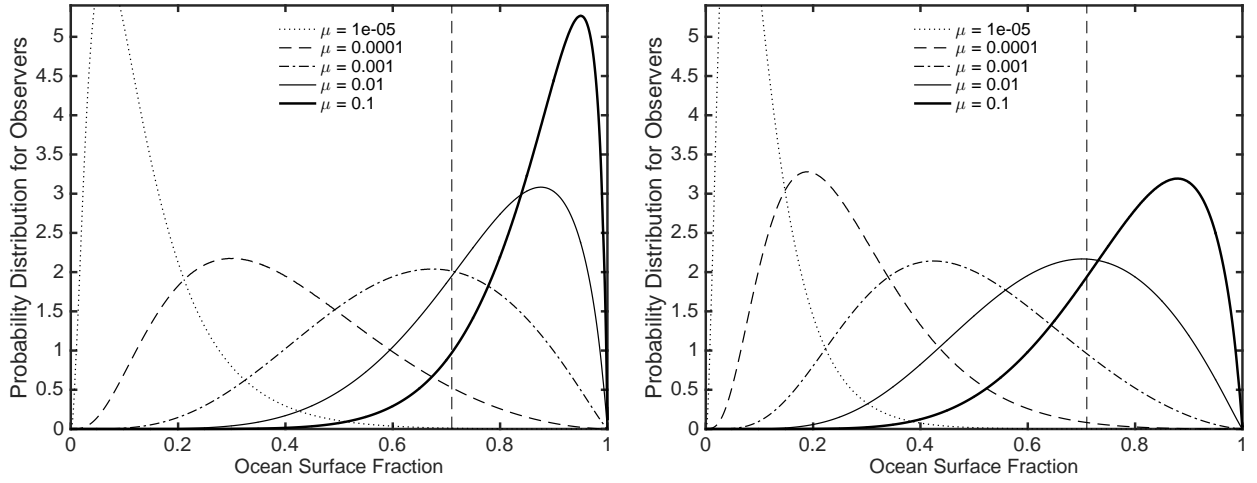 Probability Distribution for Observers
5
4.5
4
3.5
3
2.5
2
1.5
1
0.5
0
μ = 1e-05
μ = 0.0001
μ = 0.001
μ = 0.01
μ = 0.1
0 0.2 0.4 0.6 0.8 1
Ocean Surface Fraction
Probability Distribution for Observers
5
4.5
4
3.5
3
2.5
2
1.5
1
0.5
0
μ = 1e-05
μ = 0.0001
μ = 0.001
μ = 0.01
μ = 0.1
0 0.2 0.4 0.6 0.8 1
Ocean Surface Fraction